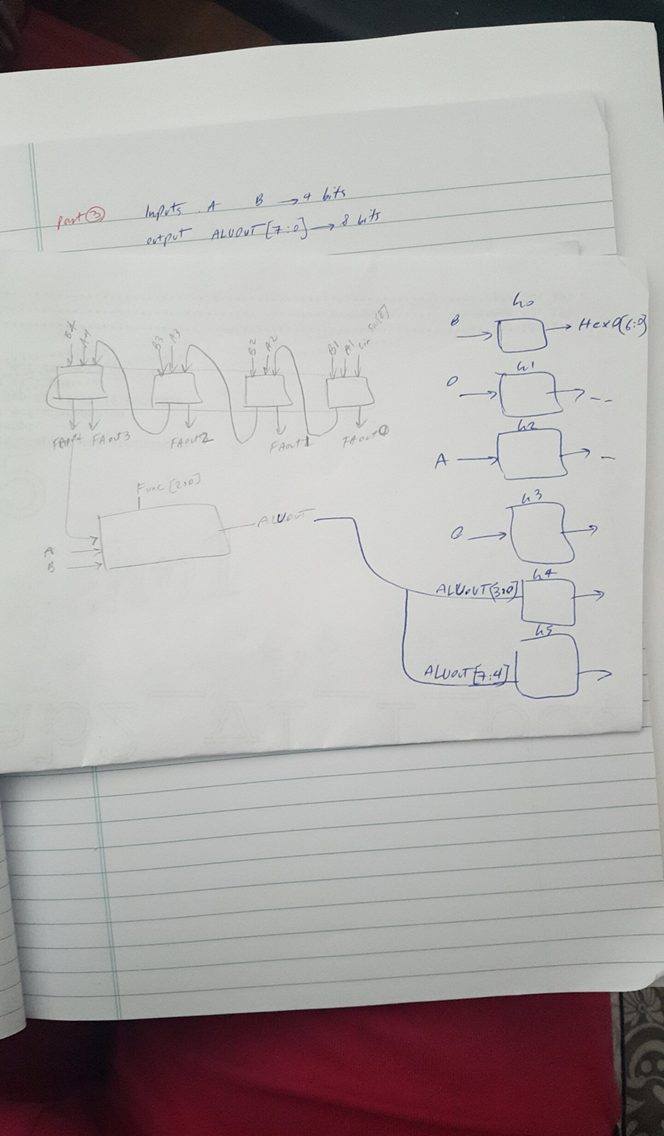 Part ③ Inputs. A B → 4 bits
output ALUOUT[7:0] → 8 bits
B4 A4 B3 A3 B2 A2 B1 A1 Cin
FAout4 FAout3 FAout2 FAout1 FAout0
Func[2:0]
A
B
ALUOUT
h0
B → Hex0(6:0)
h1
0 → --
h2
A → -
h3
0
h4
ALUOUT[3:0]
h5
ALUOUT[7:4]